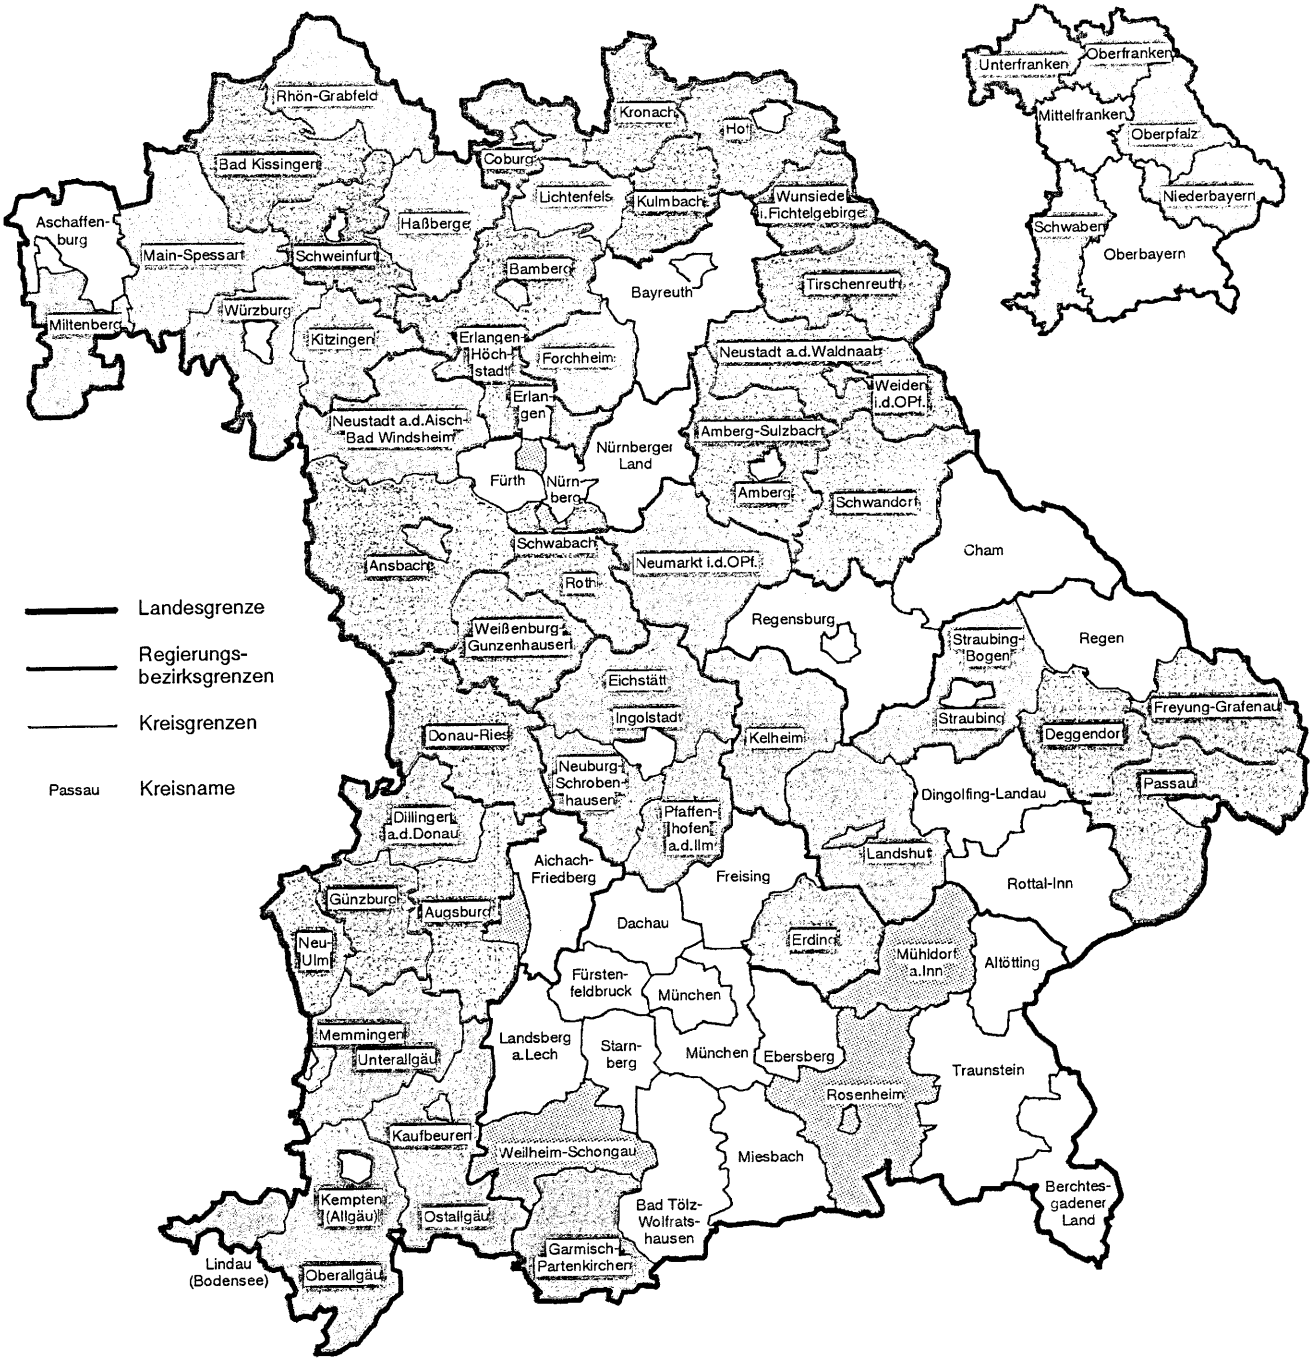 Rhön-Grabfeld
Kronach
Hof
Coburg
Bad Kissingen
Lichtenfels
Kulmbach
Wunsiedel
i.Fichtelgebirge
Aschaffen-
burg
Haßberge
Main-Spessart
Schweinfurt
Bamberg
Bayreuth
Tirschenreuth
Miltenberg
Würzburg
Kitzingen
Erlangen-
Höch-
stadt
Forchheim
Neustadt a.d.Waldnaab
Weiden
i.d.OPf.
Erlan-
gen
Neustadt a.d.Aisch-
Bad Windsheim
Amberg-Sulzbach
Nürnberger
Land
Fürth
Nürn-
berg
Amberg
Schwandorf
Schwabach
Ansbach
Roth
Neumarkt i.d.OPf.
Cham
Weißenburg-
Gunzenhausen
Regensburg
Straubing-
Bogen
Regen
Eichstätt
Ingolstadt
Straubing
Freyung-Grafenau
Donau-Ries
Kelheim
Deggendorf
Neuburg-
Schroben-
hausen
Passau
Dingolfing-Landau
Dillingen
a.d.Donau
Pfaffen-
hofen
a.d.Ilm
Aichach-
Friedberg
Landshut
Freising
Rottal-Inn
Günzburg
Augsburg
Dachau
Erding
Neu-
Ulm
Mühldorf
a.Inn
Altötting
Fürsten-
feldbruck
München
Memmingen
Unterallgäu
Landsberg
a.Lech
Starn-
berg
München
Ebersberg
Traunstein
Rosenheim
Kaufbeuren
Weilheim-Schongau
Miesbach
Kempten
(Allgäu)
Ostallgäu
Bad Tölz-
Wolfrats-
hausen
Berchtes-
gadener
Land
Lindau
(Bodensee)
Oberallgäu
Garmisch-
Partenkirchen
Unterfranken
Oberfranken
Mittelfranken
Oberpfalz
Niederbayern
Schwaben
Oberbayern
Landesgrenze
Regierungs-
bezirksgrenzen
Kreisgrenzen
Passau Kreisname